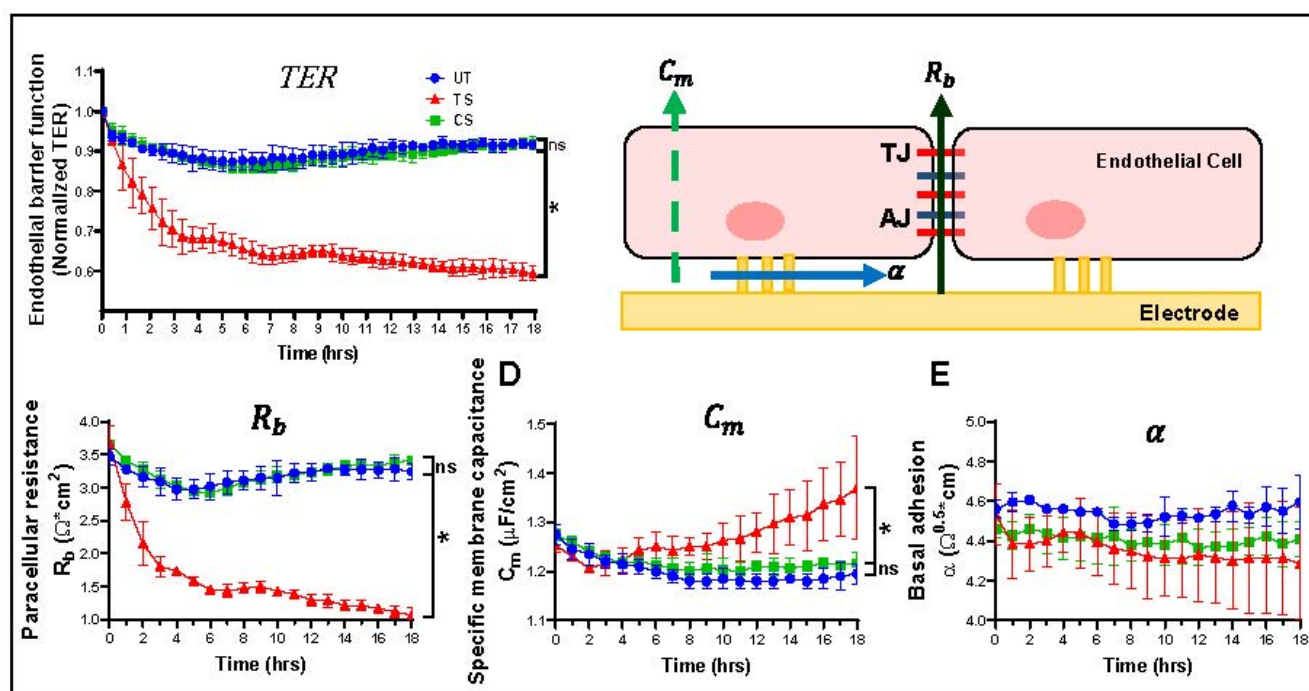 TER
UT
TS
CS
Endothelial barrier function
(Normalized TER)
1.1
1.0
0.9
0.8
0.7
0.6
ns
*
0 1 2 3 4 5 6 7 8 9 10 11 12 13 14 15 16 17 18
Time (hrs)
Cm
Rb
TJ
AJ
Endothelial Cell
α
Electrode
Rb
Paracellular resistance
Rb (Ω*cm2)
4.0
3.5
3.0
2.5
2.0
1.5
1.0
ns
*
0 2 4 6 8 10 12 14 16 18
Time (hrs)
D
Cm
Specific membrane capacitance
Cm (µF/cm2)
1.5
1.4
1.3
1.2
1.1
*
ns
0 2 4 6 8 10 12 14 16 18
Time (hrs)
E
α
Basal adhesion
α (Ω0.5*cm)
5.0
4.8
4.6
4.4
4.2
4.0
0 2 4 6 8 10 12 14 16 18
Time (hrs)